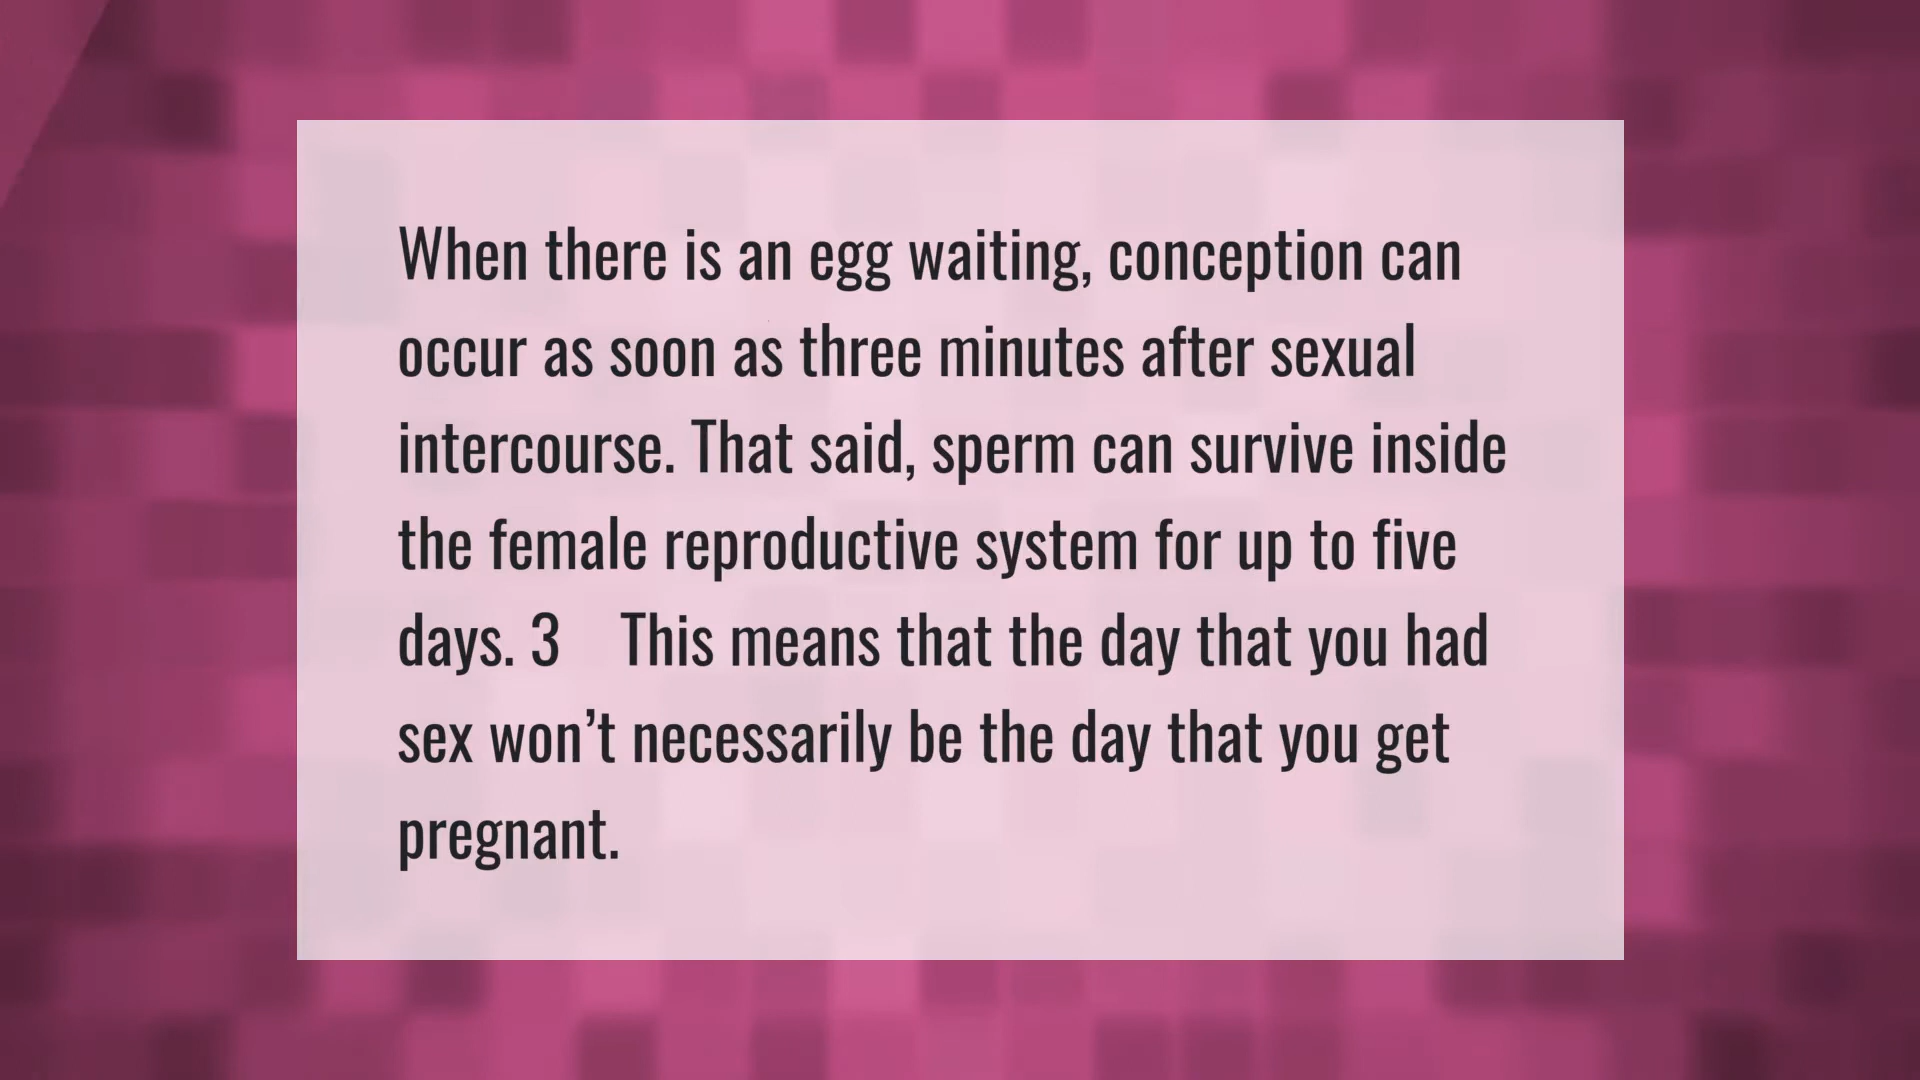 When there is an egg waiting, conception can
occur as soon as three minutes after sexual
intercourse. That said, sperm can survive inside
the female reproductive system for up to five
days. 3 This means that the day that you had
sex won’t necessarily be the day that you get
pregnant.